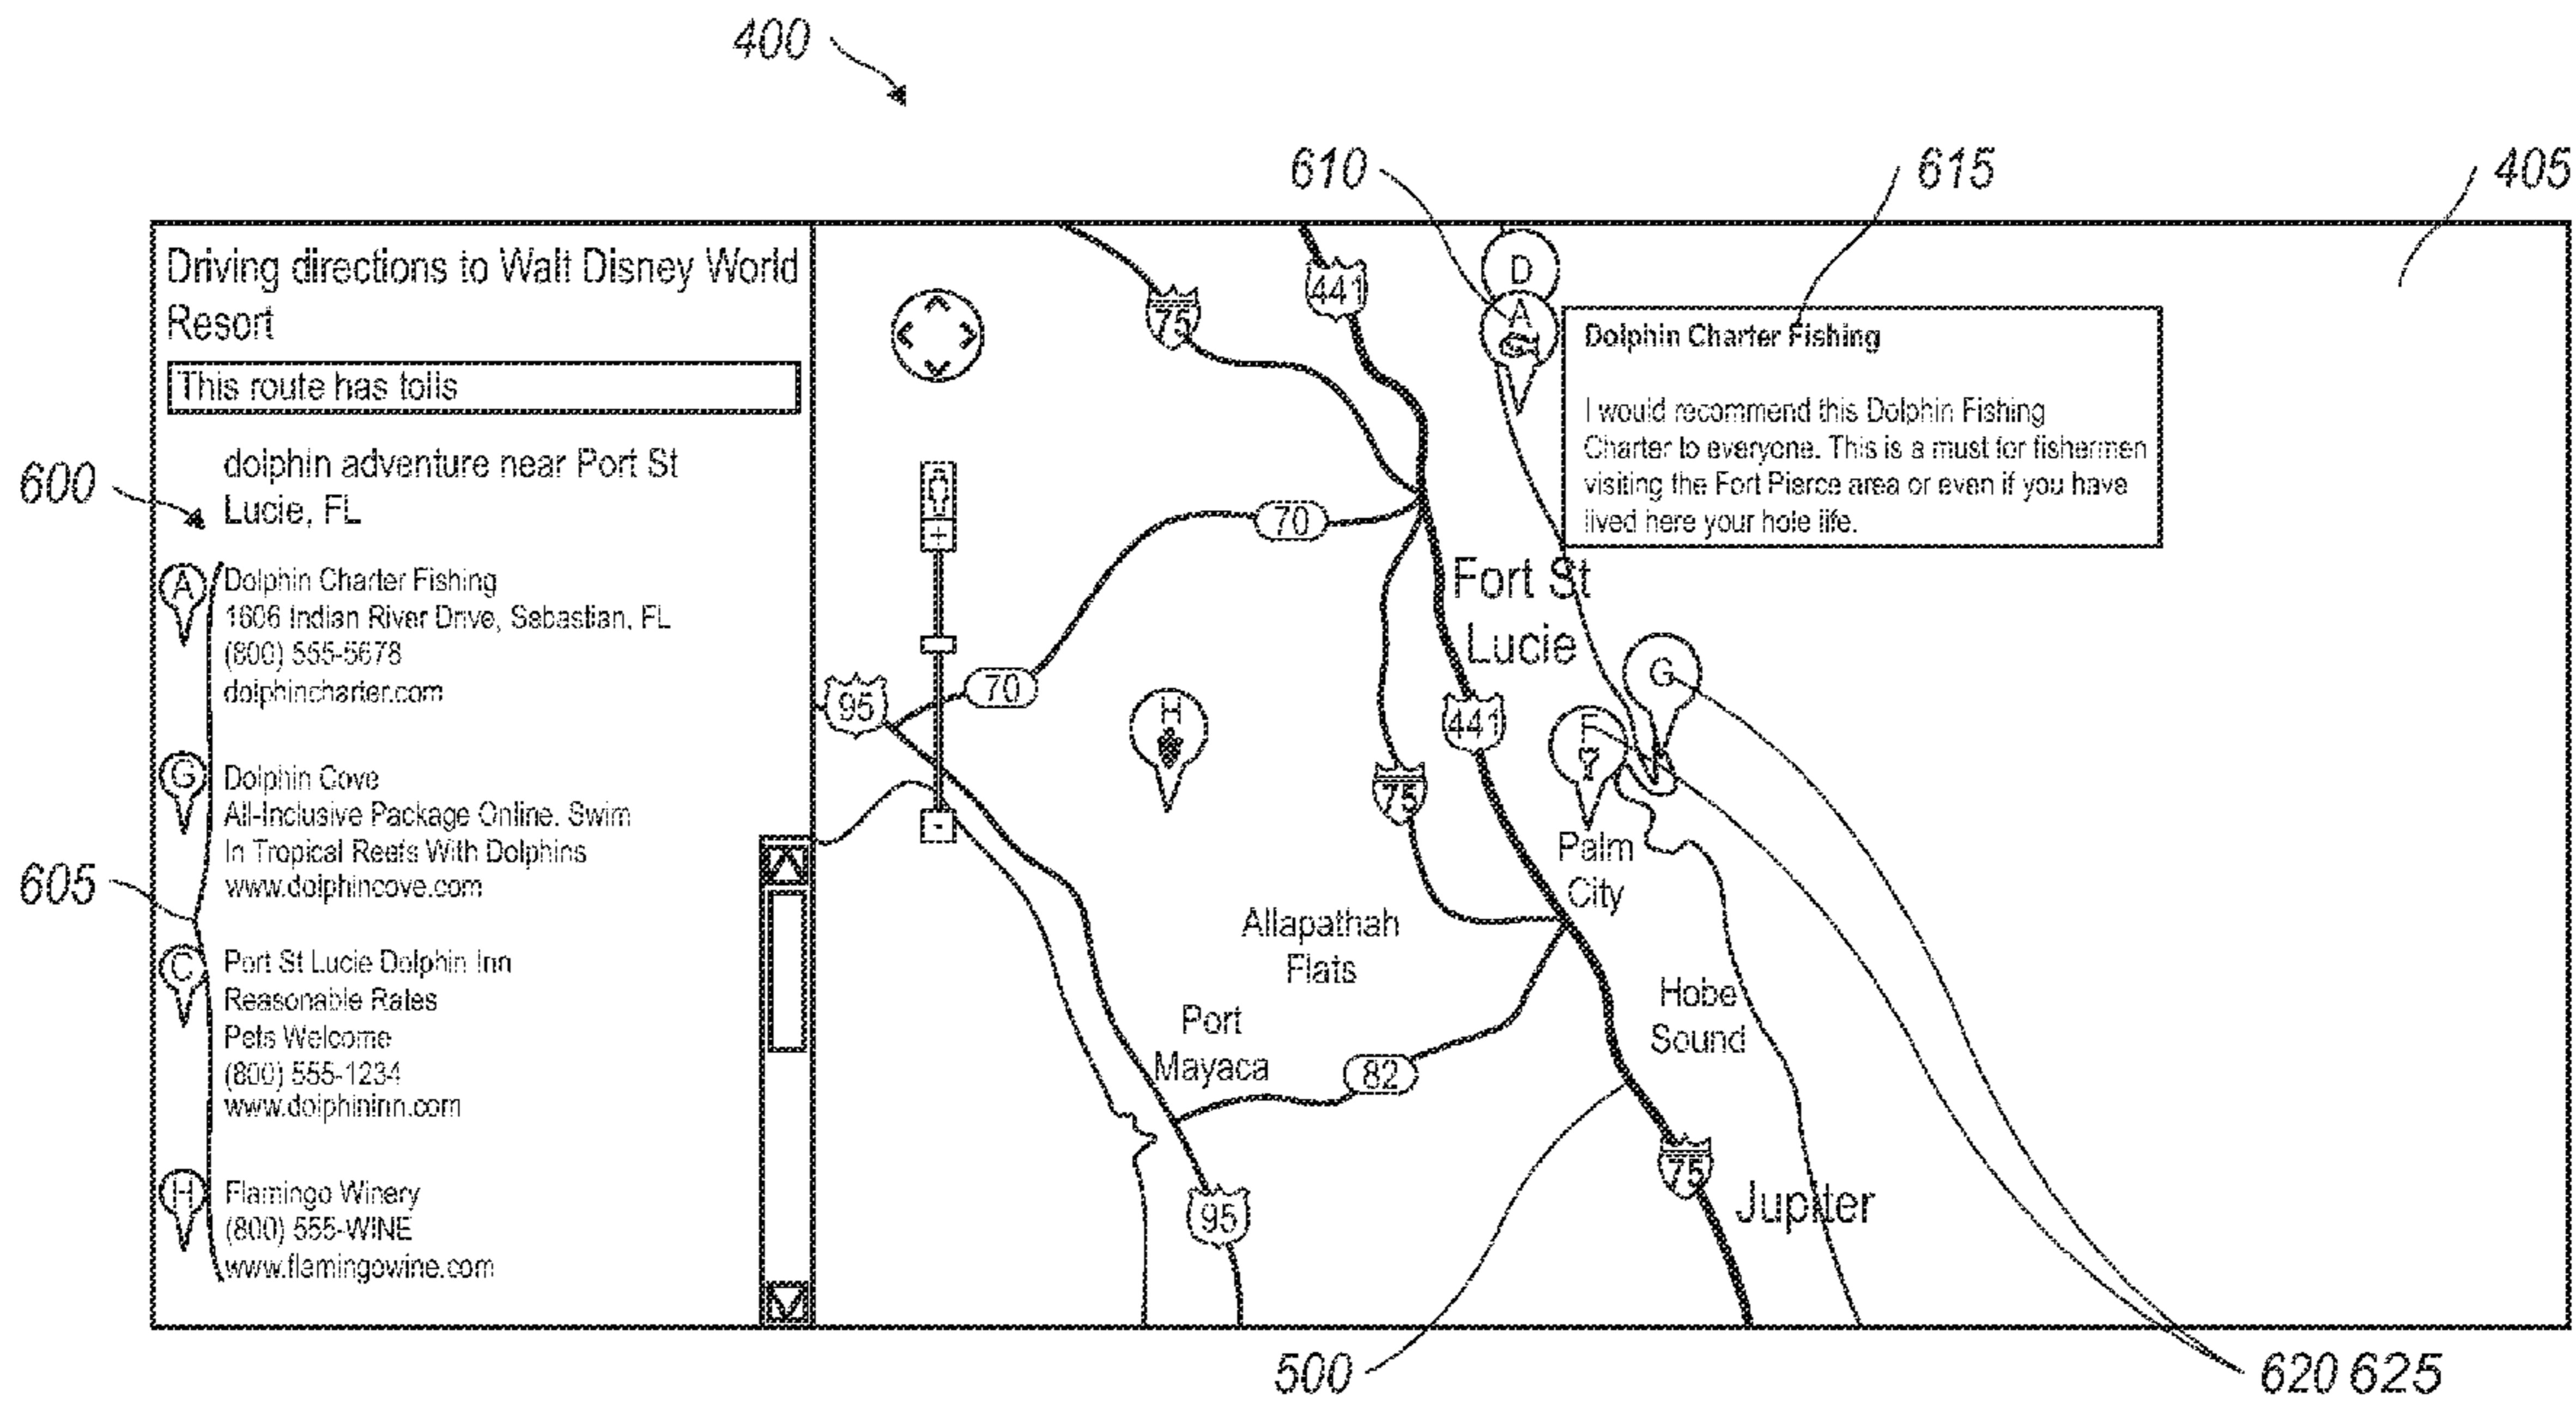 400
610
615
405
Driving directions to Walt Disney World
Resort
This route has tolls
600
dolphin adventure near Port St
Lucie, FL
A
Dolphin Charter Fishing
1606 Indian River Drive, Sebastian, FL
(800) 555-5678
dolphincharter.com
G
Dolphin Cove
All-Inclusive Package Online. Swim
In Tropical Reefs With Dolphins
www.dolphincove.com
605
C
Port St Lucie Dolphin Inn
Reasonable Rates
Pets Welcome
(800) 555-1234
www.dolphininn.com
H
Flamingo Winery
(800) 555-WINE
www.flamingowine.com
D
A
441
75
Dolphin Charter Fishing
I would recommend this Dolphin Fishing
Charter to everyone. This is a must for fishermen
visiting the Fort Pierce area or even if you have
lived here your hole life.
+
70
Fort St
Lucie
70
95
H
441
G
F
75
-
Palm
City
Allapathah
Flats
Hobe
Sound
Port
Mayaca
82
75
95
Jupiter
500
620 625